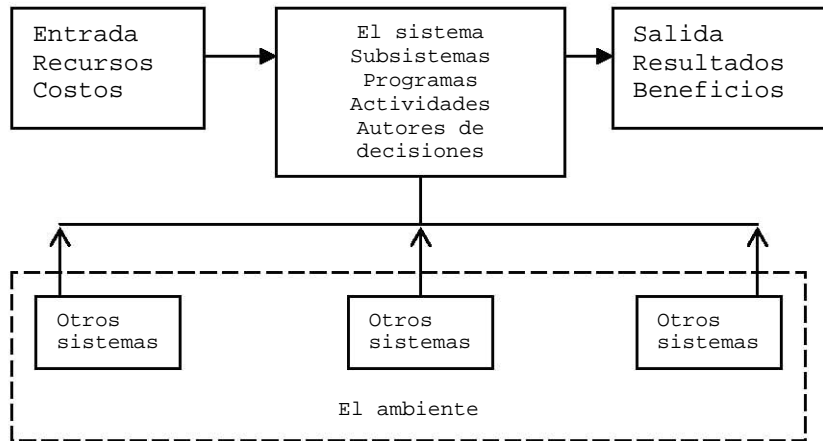 Entrada
Recursos
Costos
El sistema
Subsistemas
Programas
Actividades
Autores de
decisiones
Salida
Resultados
Beneficios
Otros
sistemas
Otros
sistemas
Otros
sistemas
El ambiente